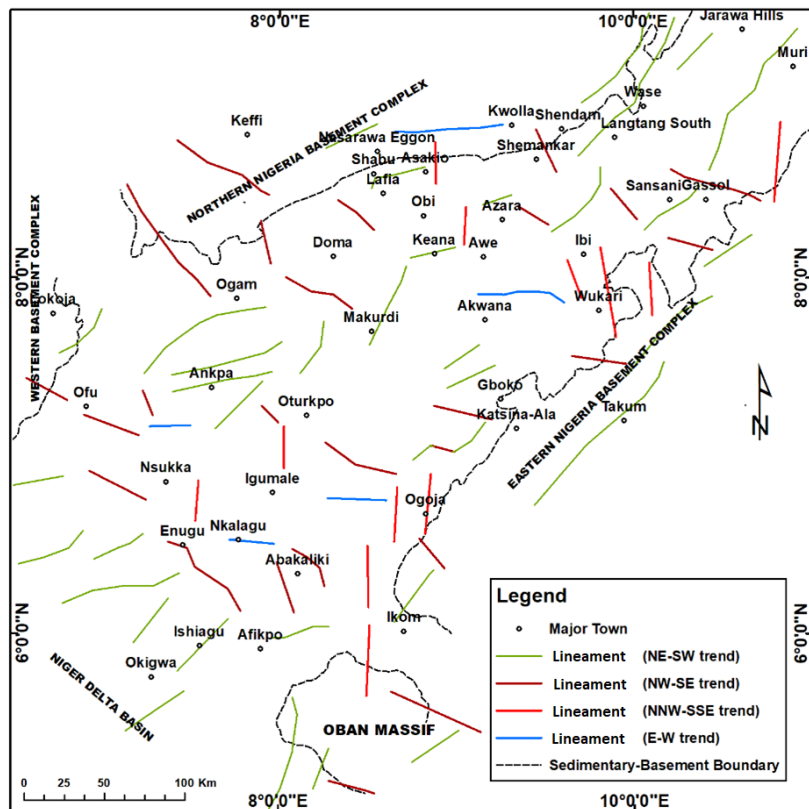 8°0'0"E
10°0'0"E
Jarawa Hills
Muri
Wase
Kwolla
Shendam
Langtang South
Keffi
Nasarawa Eggon
NORTHERN NIGERIA BASEMENT COMPLEX
Shabu
Asakio
Shemankar
Lafia
Sansani
Gassol
Obi
Azara
Doma
Keana
Awe
Ibi
WESTERN BASEMENT COMPLEX
8°0'0"N
8°0'0"N
Lokoja
Ogam
Makurdi
Akwana
Wukari
Ankpa
Gboko
EASTERN NIGERIA BASEMENT COMPLEX
Ofu
Oturkpo
Katsina-Ala
Takum
N
Nsukka
Igumale
Ogoja
Enugu
Nkalagu
Abakaliki
6°0'0"N
6°0'0"N
Ishiagu
Afikpo
Ikom
Okigwa
NIGER DELTA BASIN
OBAN MASSIF
Legend
Major Town
Lineament (NE-SW trend)
Lineament (NW-SE trend)
Lineament (NNW-SSE trend)
Lineament (E-W trend)
Sedimentary-Basement Boundary
0 25 50 100 Km
8°0'0"E
10°0'0"E